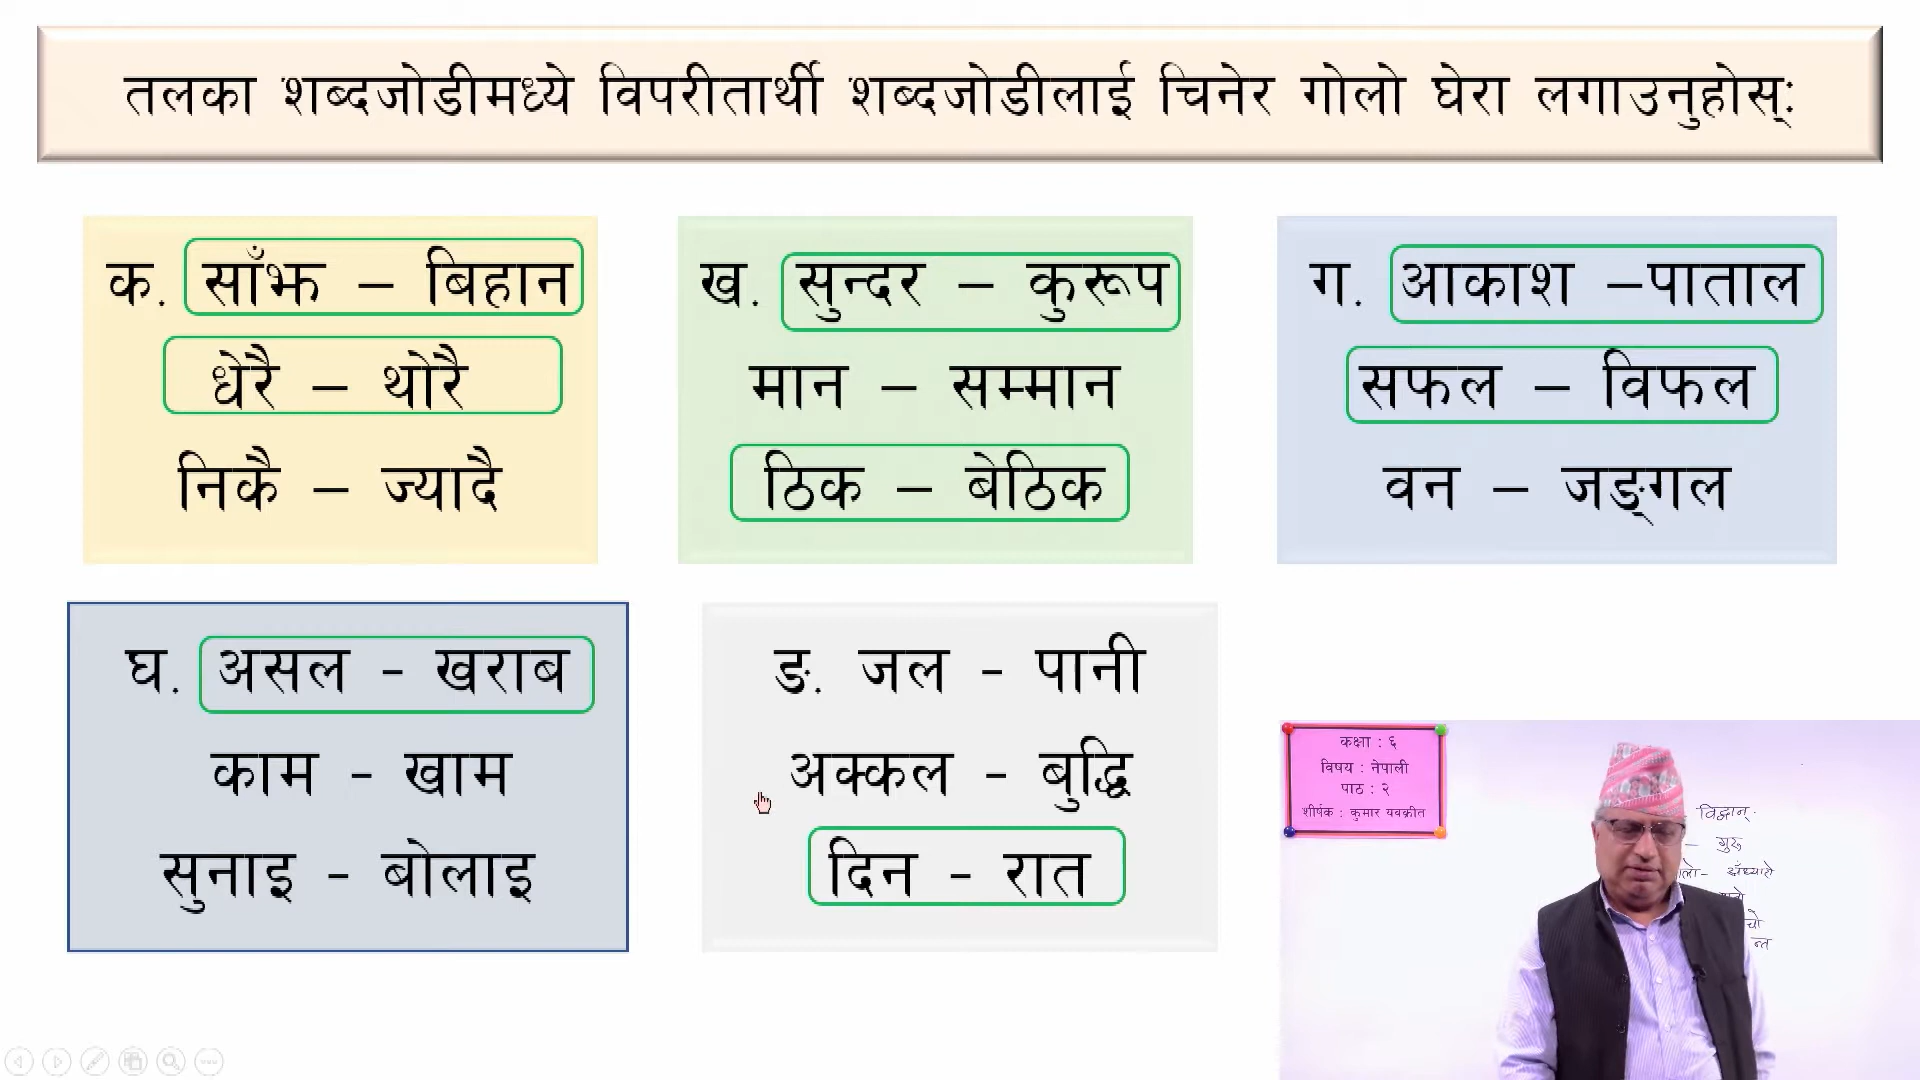 तलका शब्दजोडीमध्ये विपरीतार्थी शब्दजोडीलाई चिनेर गोलो घेरा लगाउनुहोस्:
क. साँझ – बिहान
धेरै – थोरै
निकै – ज्यादै
ख. सुन्दर – कुरूप
मान – सम्मान
ठिक – बेठिक
ग. आकाश –पाताल
सफल – विफल
वन – जङ्गल
घ. असल - खराब
काम - खाम
सुनाइ - बोलाइ
ङ. जल - पानी
अक्कल - बुद्धि
दिन - रात
कक्षा : ६
विषय : नेपाली
पाठ : २
शीर्षक : कुमार यवक्रीत
विद्वान्
– गुरु
लो– अँध्यारो
चो
न्त